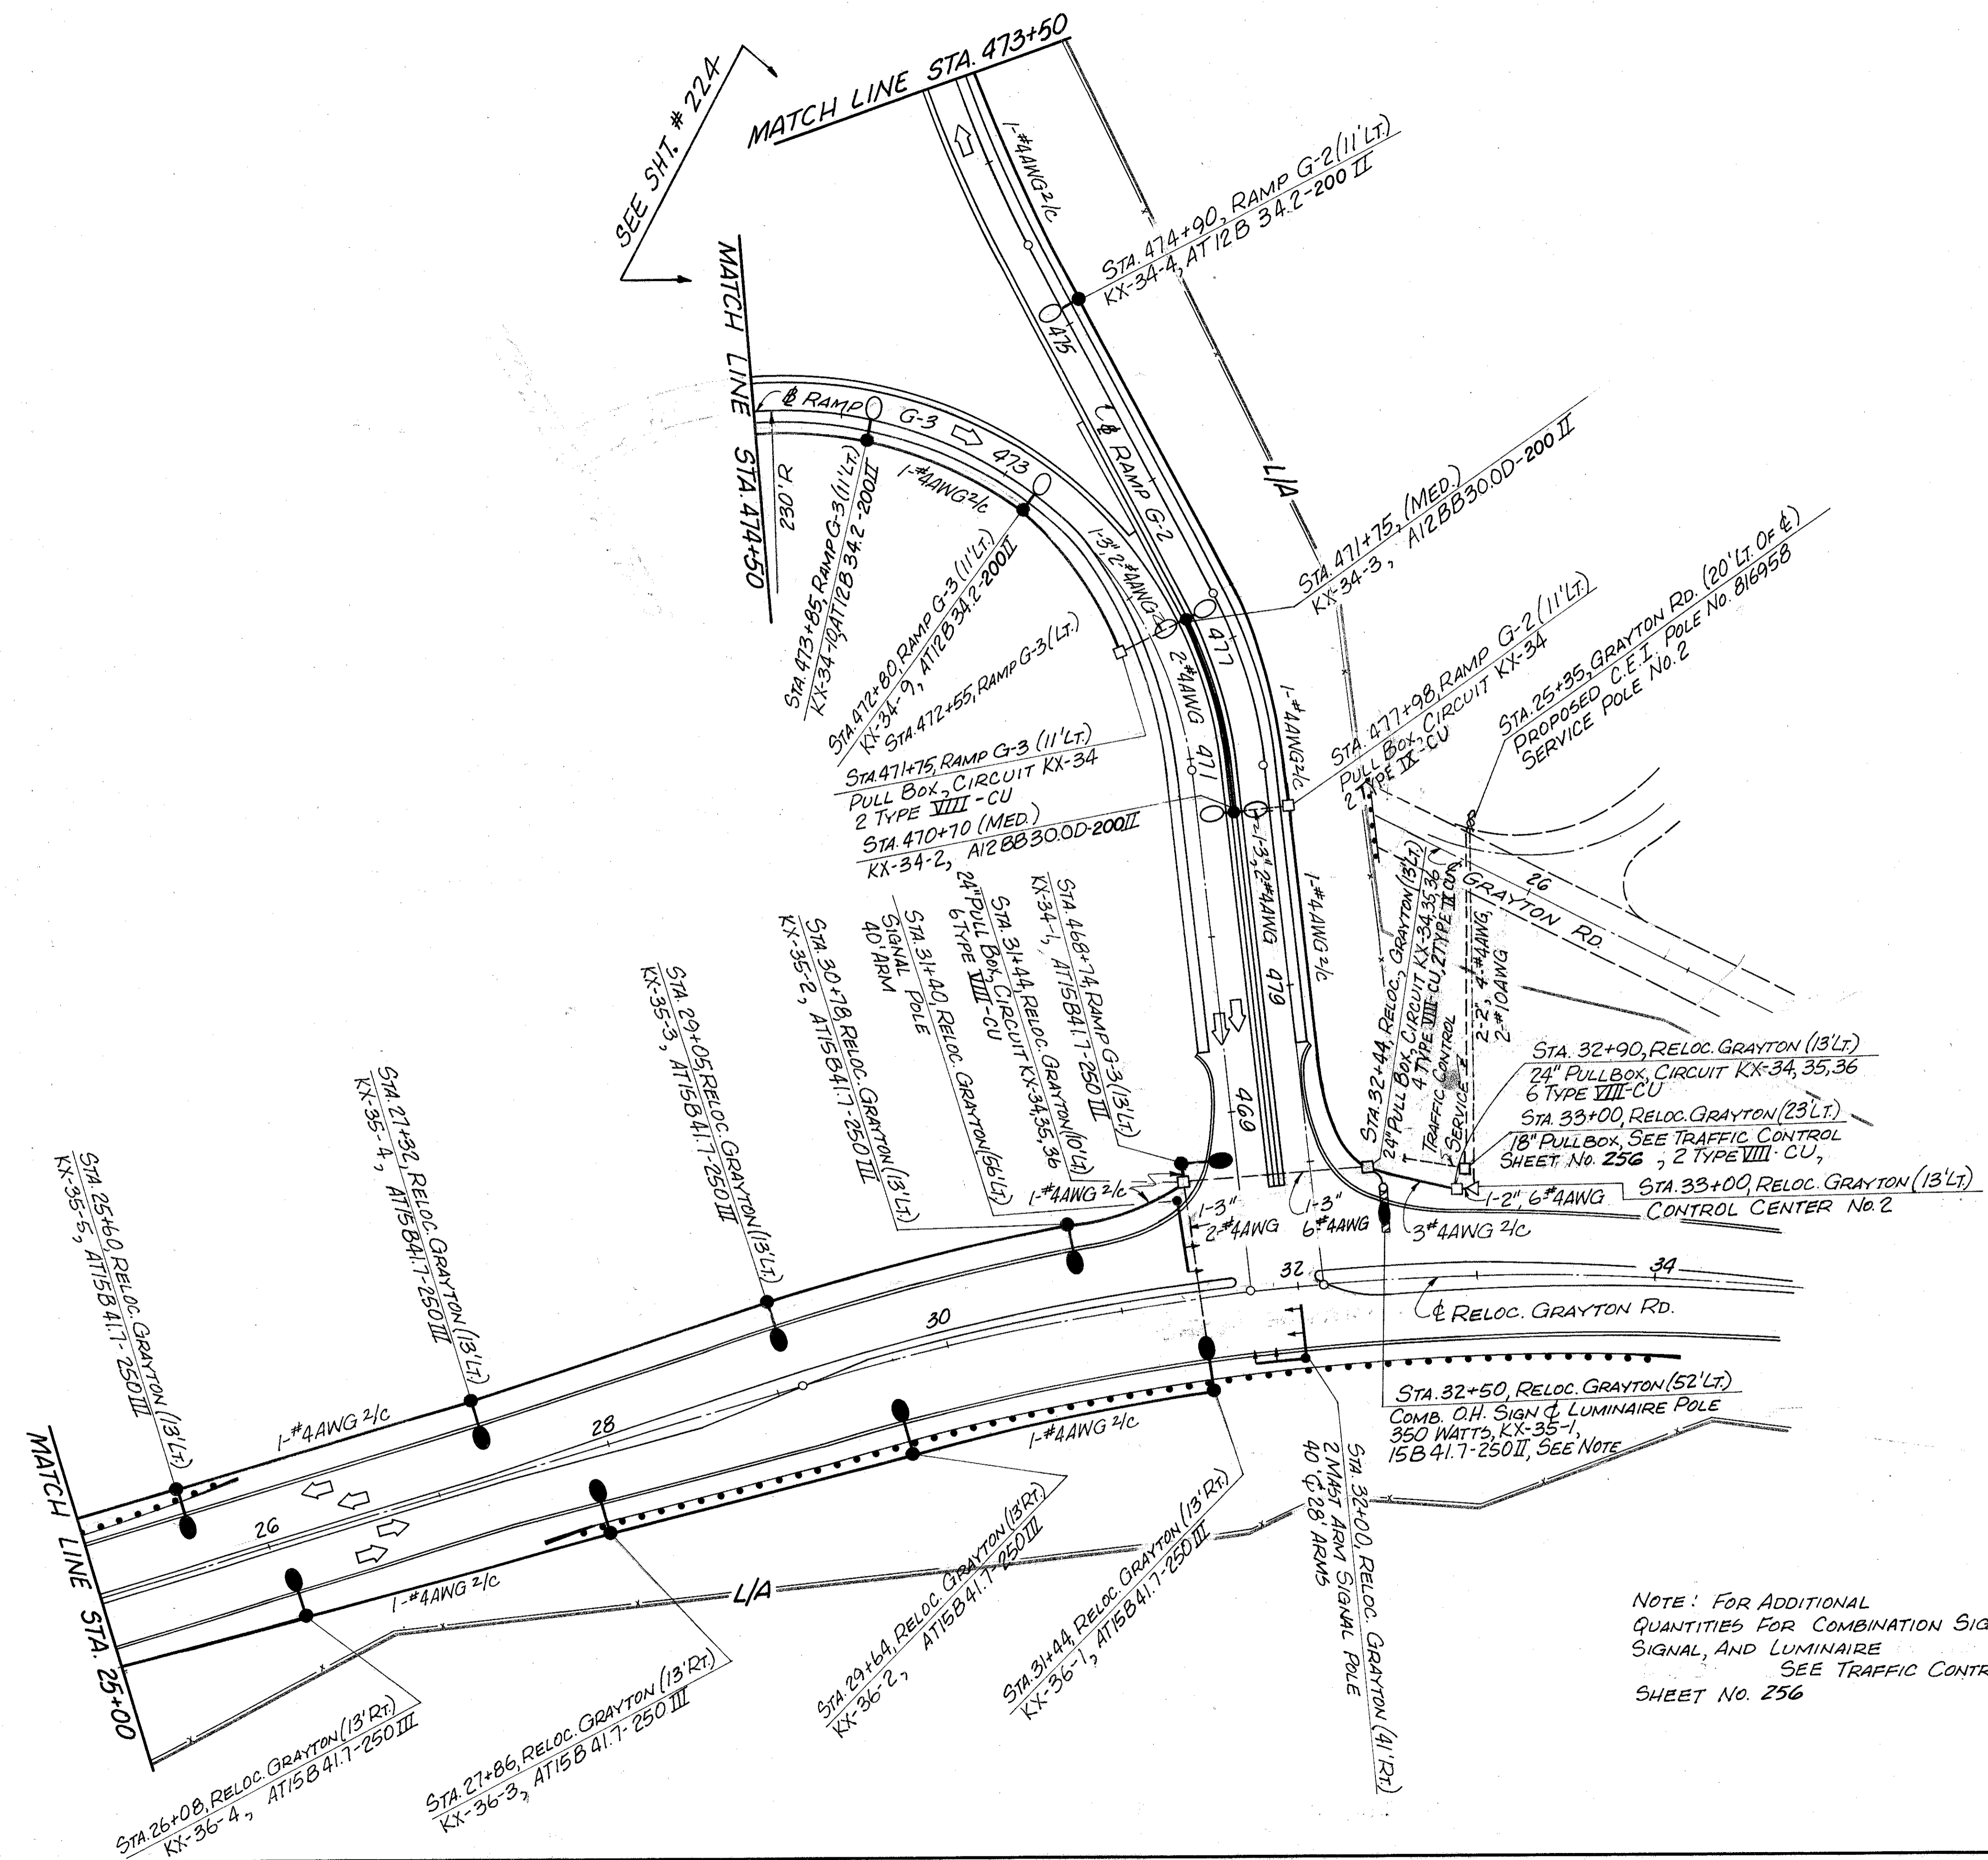 SEE SHT. # 224
MATCH LINE STA. 473+50
1-#4AWG 2/C
STA. 474+90, RAMP G-2 (11' LT.)
KX-34-4, AT12B 34.2-200 II
475
MATCH LINE STA. 474+50
℄ RAMP G-3
230' R
473
1-#4AWG 2/C
STA. 473+85, RAMP G-3 (11' LT.)
KX-34-10, AT12B 34.2-200 II
STA. 472+80, RAMP G-3 (11' LT.)
KX-34-9, AT12B 34.2-200 II
STA. 472+55, RAMP G-3 (LT.)
℄ RAMP G-2
L/A
1-3", 2-#4AWG
STA. 471+75, (MED.)
KX-34-3, A12BB30.0D-200 II
477
2-#4AWG
471
STA. 471+75, RAMP G-3 (11' LT.)
PULL BOX, CIRCUIT KX-34
2 TYPE VIII-CU
STA. 470+70 (MED.)
KX-34-2, A12BB30.0D-200 II
1-#4AWG 2/C
STA. 477+98, RAMP G-2 (11' LT.)
PULL BOX, CIRCUIT KX-34
2 TYPE IX-CU
STA. 25+35, GRAYTON RD. (20' LT. OF ℄)
PROPOSED C.E.I. POLE No. 816958
SERVICE POLE No. 2
26
GRAYTON RD.
1-3", 2-#4AWG
479
1-#4AWG 2/C
STA. 32+44, RELOC. GRAYTON (13' LT.)
24" PULL BOX, CIRCUIT KX-34,35,36
4 TYPE VIII-CU, 2 TYPE II CU.
TRAFFIC CONTROL
SERVICE
2-2", 4-#4AWG,
2-#10AWG
STA. 468+74, RAMP G-3 (13' LT.)
KX-34-1, AT15B41.7-250 III
STA. 31+44, RELOC. GRAYTON (10' LT.)
24" PULL BOX, CIRCUIT KX-34,35,36
6 TYPE VIII-CU
STA. 31+40, RELOC. GRAYTON (56' LT.)
SIGNAL POLE
40' ARM
STA. 30+78, RELOC. GRAYTON (13' LT.)
KX-35-2, AT15B41.7-250 III
STA. 29+05, RELOC. GRAYTON (13' LT.)
KX-35-3, AT15B41.7-250 III
STA. 27+32, RELOC. GRAYTON (13' LT.)
KX-35-4, AT15B41.7-250 III
STA. 25+60, RELOC. GRAYTON (13' LT.)
KX-35-5, AT15B41.7-250 III
469
STA. 32+90, RELOC. GRAYTON (13' LT.)
24" PULLBOX, CIRCUIT KX-34, 35, 36
6 TYPE VIII-CU
STA. 33+00, RELOC. GRAYTON (23' LT.)
18" PULLBOX, SEE TRAFFIC CONTROL
SHEET No. 256, 2 TYPE VIII-CU,
STA. 33+00, RELOC. GRAYTON (13' LT.)
CONTROL CENTER No. 2
1-2", 6-#4AWG
1-#4AWG 2/C
1-3"
2-#4AWG
1-3"
6-#4AWG
3#4AWG 2/C
32
34
℄ RELOC. GRAYTON RD.
30
28
26
1-#4AWG 2/C
1-#4AWG 2/C
1-#4AWG 2/C
STA. 32+50, RELOC. GRAYTON (52' LT.)
COMB. O.H. SIGN & LUMINAIRE POLE
350 WATTS, KX-35-1,
15B41.7-250 II, SEE NOTE
STA. 32+00, RELOC. GRAYTON (41' RT.)
2 MAST ARM SIGNAL POLE
40' & 28' ARMS
MATCH LINE STA. 25+00
L/A
STA. 26+08, RELOC. GRAYTON (13' RT.)
KX-36-4, AT15B41.7-250 III
STA. 27+86, RELOC. GRAYTON (13' RT.)
KX-36-3, AT15B41.7-250 III
STA. 29+64, RELOC. GRAYTON (13' RT.)
KX-36-2, AT15B41.7-250 III
STA. 31+44, RELOC. GRAYTON (13' RT.)
KX-36-1, AT15B41.7-250 III
NOTE: FOR ADDITIONAL
QUANTITIES FOR COMBINATION SIG
SIGNAL, AND LUMINAIRE
SEE TRAFFIC CONTR
SHEET NO. 256